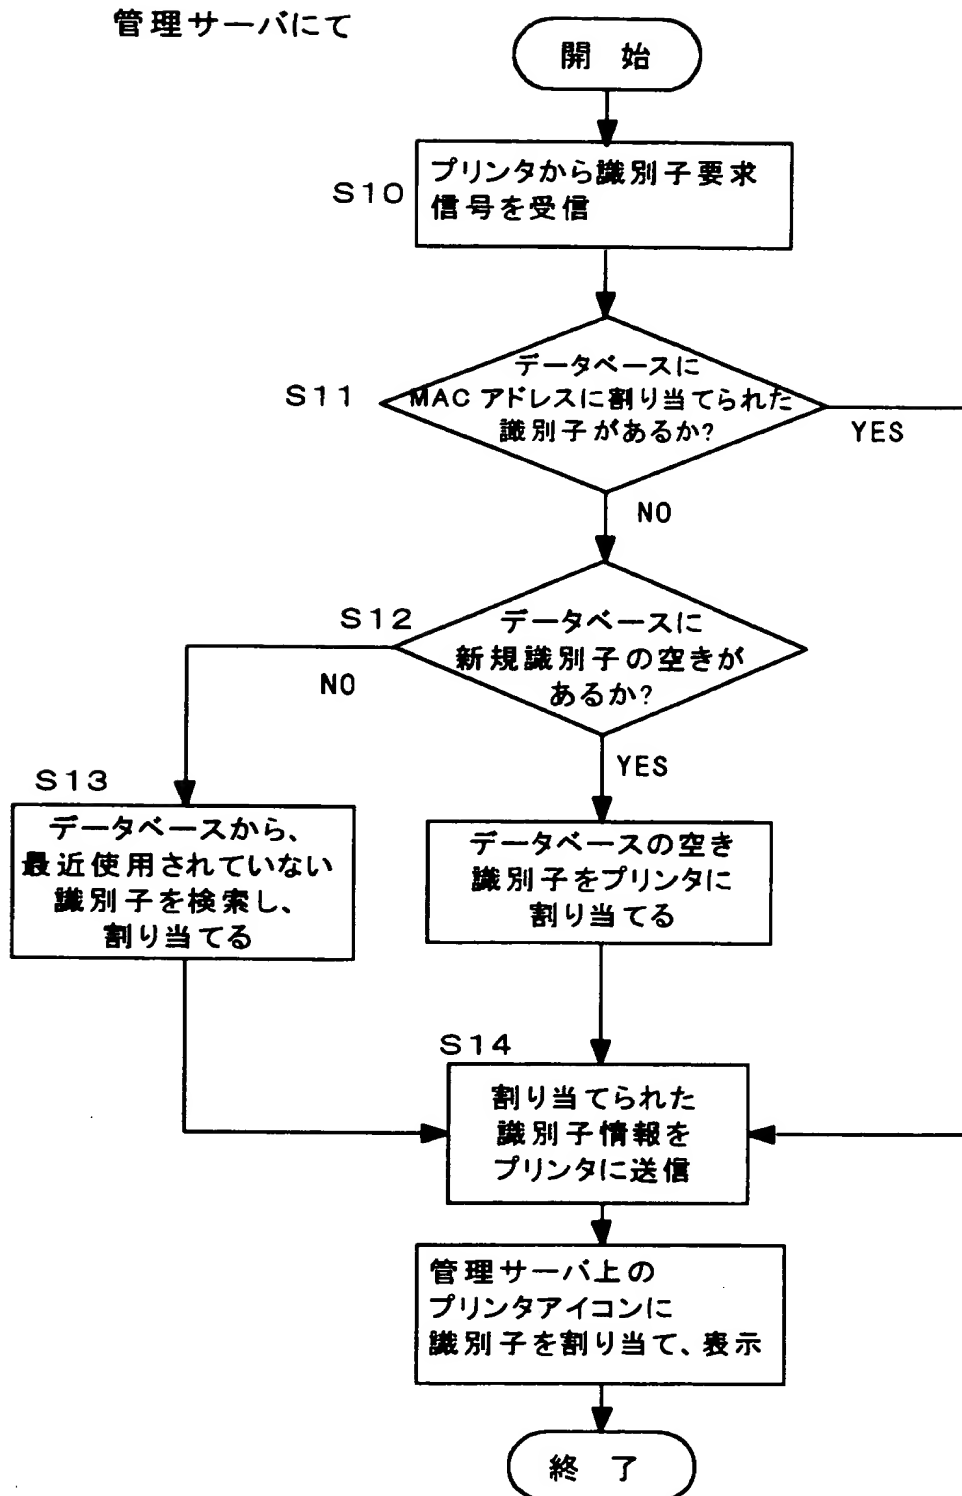 管理サーバにて
開 始
S10
プリンタから識別子要求
信号を受信
S11
データベースに
MAC アドレスに割り当てられた
識別子があるか?
YES
NO
S12
データベースに
新規識別子の空きが
あるか?
NO
YES
S13
データベースから、
最近使用されていない
識別子を検索し、
割り当てる
データベースの空き
識別子をプリンタに
割り当てる
S14
割り当てられた
識別子情報を
プリンタに送信
管理サーバ上の
プリンタアイコンに
識別子を割り当て、表示
終 了